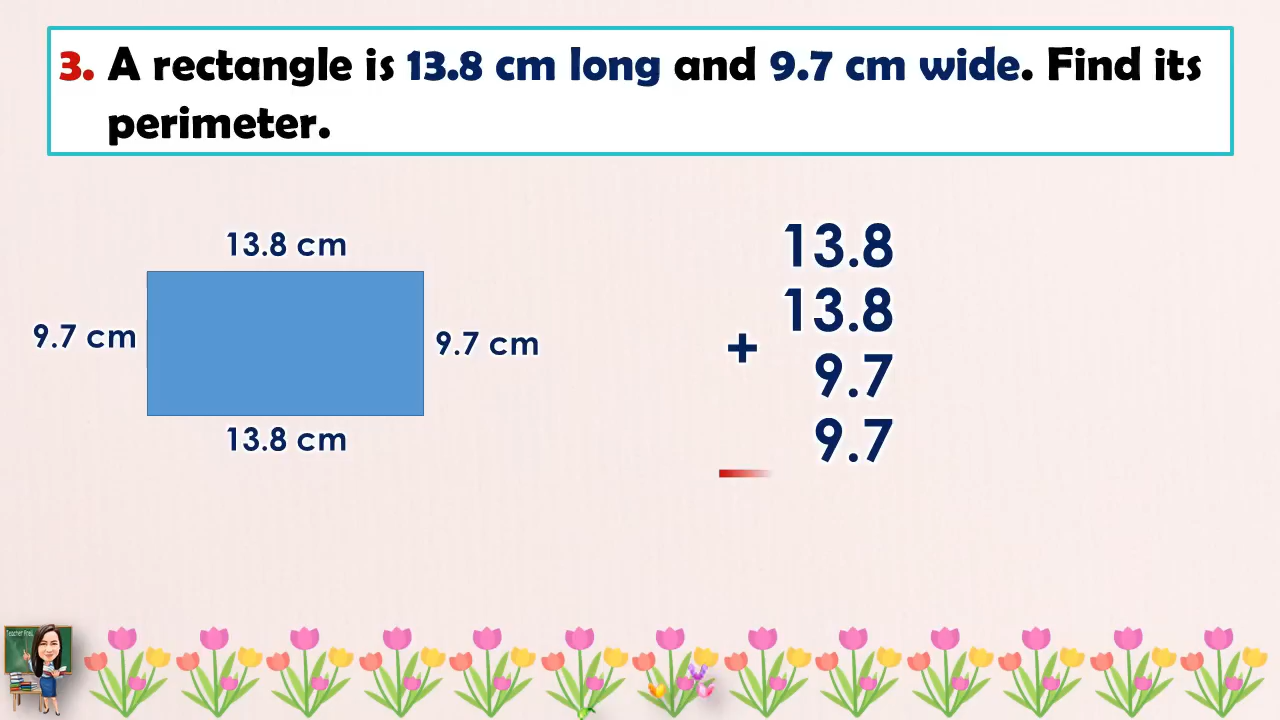 3. A rectangle is 13.8 cm long and 9.7 cm wide. Find its
perimeter.
13.8 cm
9.7 cm
9.7 cm
13.8 cm
13.8
13.8
+
9.7
9.7